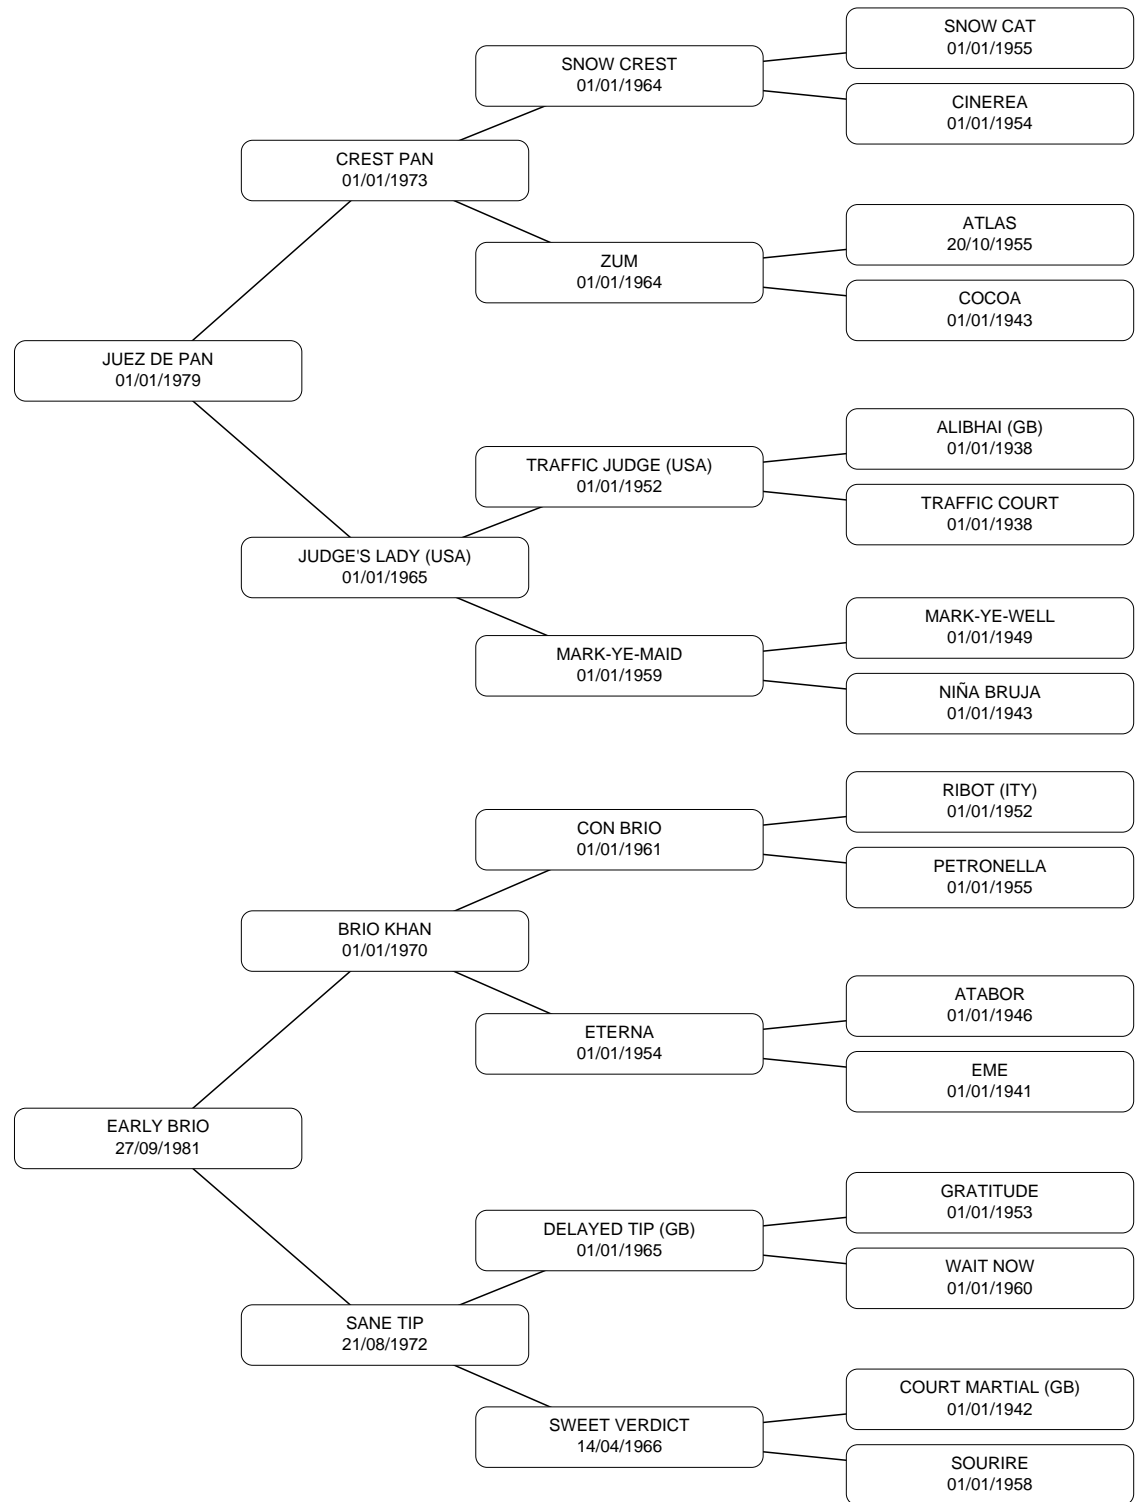 SNOW CAT
01/01/1955
SNOW CREST
01/01/1964
CINEREA
01/01/1954
CREST PAN
01/01/1973
ATLAS
20/10/1955
ZUM
01/01/1964
COCOA
01/01/1943
JUEZ DE PAN
01/01/1979
ALIBHAI (GB)
01/01/1938
TRAFFIC JUDGE (USA)
01/01/1952
TRAFFIC COURT
01/01/1938
JUDGE'S LADY (USA)
01/01/1965
MARK-YE-WELL
01/01/1949
MARK-YE-MAID
01/01/1959
NIÑA BRUJA
01/01/1943
RIBOT (ITY)
01/01/1952
CON BRIO
01/01/1961
PETRONELLA
01/01/1955
BRIO KHAN
01/01/1970
ATABOR
01/01/1946
ETERNA
01/01/1954
EME
01/01/1941
EARLY BRIO
27/09/1981
GRATITUDE
01/01/1953
DELAYED TIP (GB)
01/01/1965
WAIT NOW
01/01/1960
SANE TIP
21/08/1972
COURT MARTIAL (GB)
01/01/1942
SWEET VERDICT
14/04/1966
SOURIRE
01/01/1958